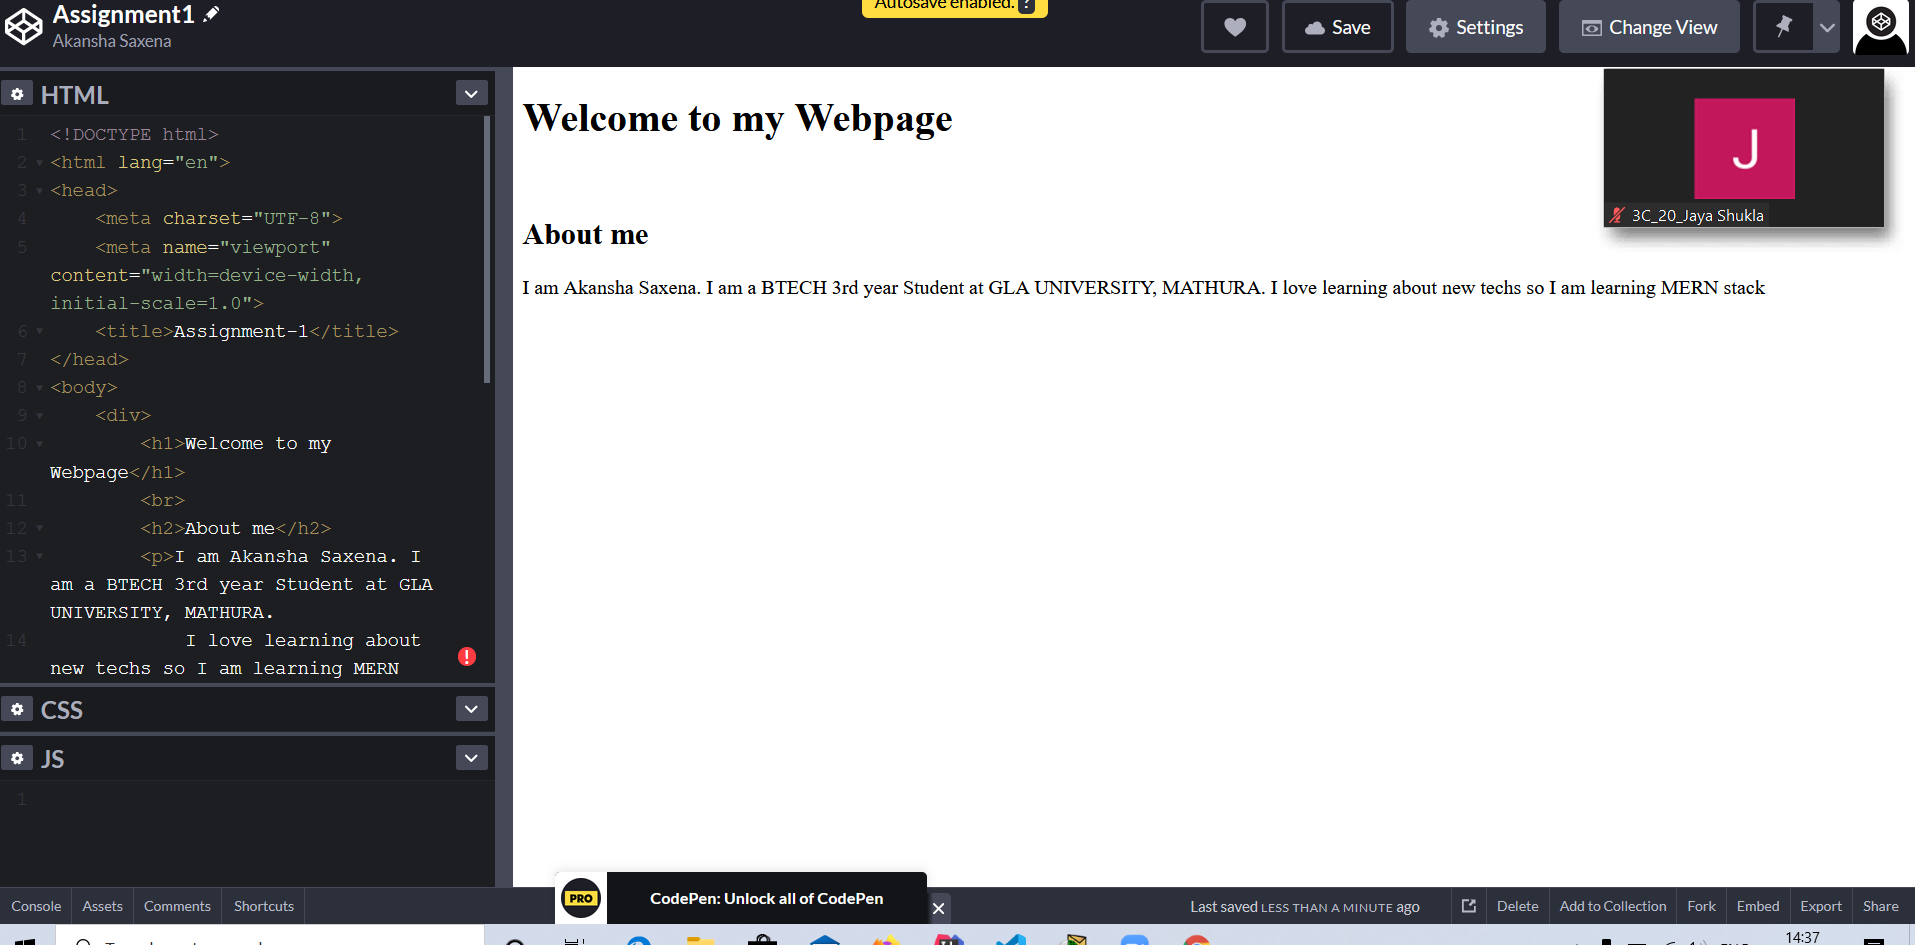 Assignment1
Akansha Saxena
Autosave enabled. ?
Save
Settings
Change View
HTML
1 <!DOCTYPE html>
2 <html lang="en">
3 <head>
4 <meta charset="UTF-8">
5 <meta name="viewport"
content="width=device-width,
initial-scale=1.0">
6 <title>Assignment-1</title>
7 </head>
8 <body>
9 <div>
10 <h1>Welcome to my
Webpage</h1>
11 <br>
12 <h2>About me</h2>
13 <p>I am Akansha Saxena. I
am a BTECH 3rd year Student at GLA
UNIVERSITY, MATHURA.
14 I love learning about
new techs so I am learning MERN
CSS
JS
1
Welcome to my Webpage
About me
I am Akansha Saxena. I am a BTECH 3rd year Student at GLA UNIVERSITY, MATHURA. I love learning about new techs so I am learning MERN stack
J
3C_20_Jaya Shukla
Console
Assets
Comments
Shortcuts
PRO
CodePen: Unlock all of CodePen
Last saved LESS THAN A MINUTE ago
Delete
Add to Collection
Fork
Embed
Export
Share
14:37